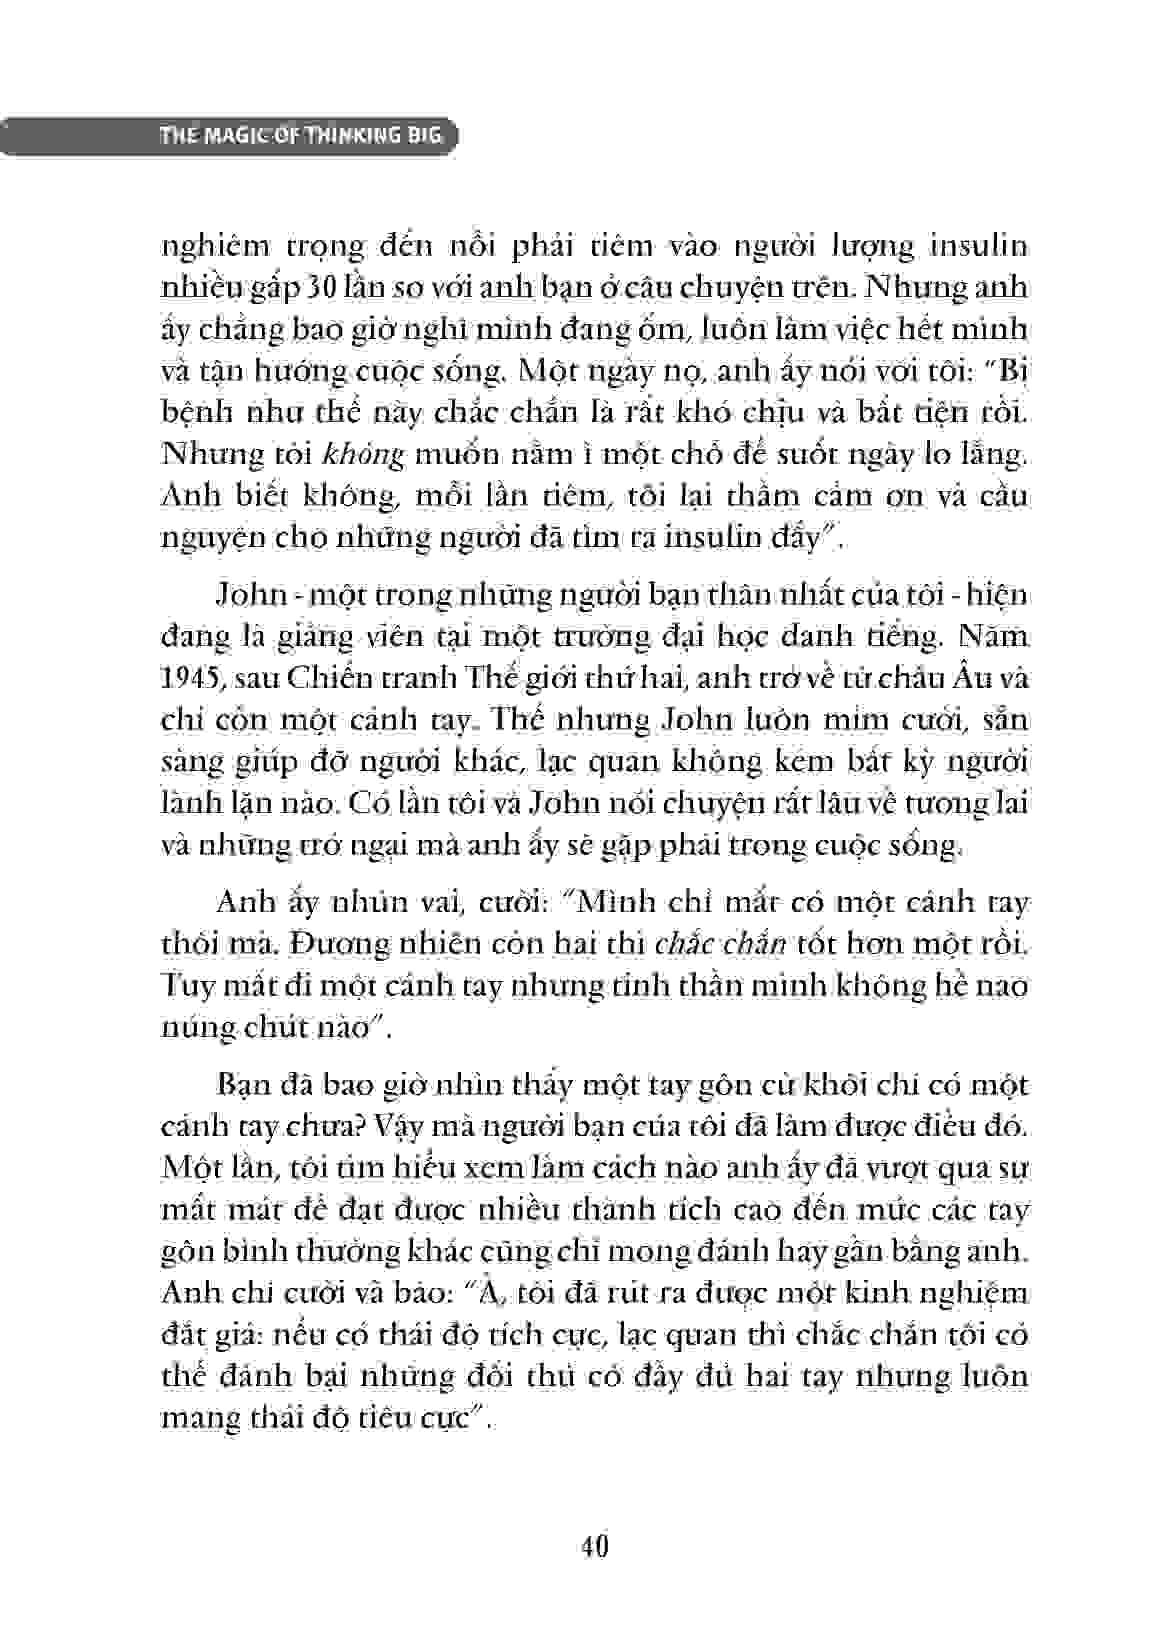 THE MAGIC OF THINKING BIG
nghiêm trọng đến nỗi phải tiêm vào người lượng insulin
nhiều gấp 30 lần so với anh bạn ở câu chuyện trên. Nhưng anh
ấy chẳng bao giờ nghĩ mình đang ốm, luôn làm việc hết mình
và tận hưởng cuộc sống. Một ngày nọ, anh ấy nói với tôi: “Bị
bệnh như thế này chắc chắn là rất khó chịu và bất tiện rồi.
Nhưng tôi không muốn nằm ì một chỗ để suốt ngày lo lắng.
Anh biết không, mỗi lần tiêm, tôi lại thầm cảm ơn và cầu
nguyện cho những người đã tìm ra insulin đấy”.
John - một trong những người bạn thân nhất của tôi - hiện
đang là giảng viên tại một trường đại học danh tiếng. Năm
1945, sau Chiến tranh Thế giới thứ hai, anh trở về từ châu Âu và
chỉ còn một cánh tay. Thế nhưng John luôn mỉm cười, sẵn
sàng giúp đỡ người khác, lạc quan không kém bất kỳ người
lành lặn nào. Có lần tôi và John nói chuyện rất lâu về tương lai
và những trở ngại mà anh ấy sẽ gặp phải trong cuộc sống.
Anh ấy nhún vai, cười: “Mình chỉ mất có một cánh tay
thôi mà. Đương nhiên còn hai thì chắc chắn tốt hơn một rồi.
Tuy mất đi một cánh tay nhưng tinh thần mình không hề nao
núng chút nào”.
Bạn đã bao giờ nhìn thấy một tay gôn cừ khôi chỉ có một
cánh tay chưa? Vậy mà người bạn của tôi đã làm được điều đó.
Một lần, tôi tìm hiểu xem làm cách nào anh ấy đã vượt qua sự
mất mát để đạt được nhiều thành tích cao đến mức các tay
gôn bình thường khác cũng chỉ mong đánh hay gần bằng anh.
Anh chỉ cười và bảo: “À, tôi đã rút ra được một kinh nghiệm
đắt giá: nếu có thái độ tích cực, lạc quan thì chắc chắn tôi có
thể đánh bại những đối thủ có đầy đủ hai tay nhưng luôn
mang thái độ tiêu cực”.
40